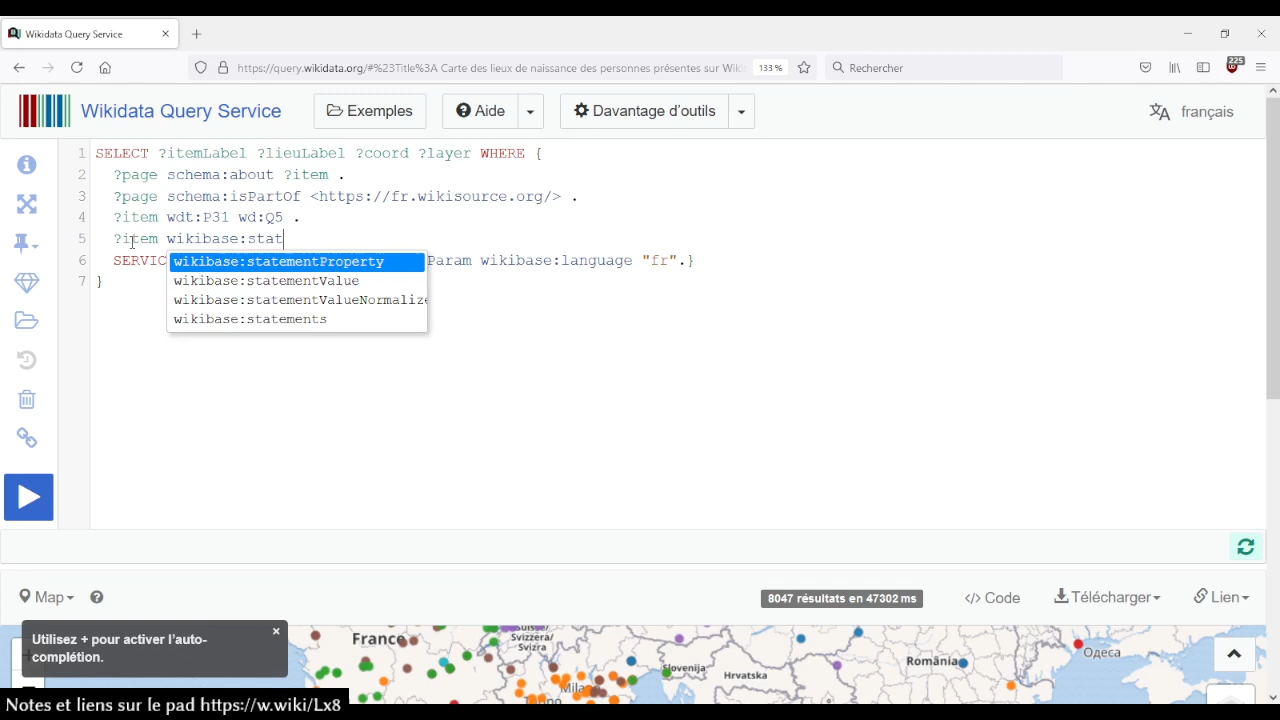 Wikidata Query Service
https://query.wikidata.org/#%23Title%3A Carte des lieux de naissance des personnes présentes sur Wiki
133 %
Rechercher
225
Wikidata Query Service
Exemples
Aide
Davantage d'outils
français
1 SELECT ?itemLabel ?lieuLabel ?coord ?layer WHERE {
2 ?page schema:about ?item .
3 ?page schema:isPartOf <https://fr.wikisource.org/> .
4 ?item wdt:P31 wd:Q5 .
5 ?item wikibase:stat
6 SERVIC Param wikibase:language "fr".}
wikibase:statementProperty
7 }
wikibase:statementValue
wikibase:statementValueNormalize
wikibase:statements
Map
8047 résultats en 47302 ms
</> Code
Télécharger
Lien
Utilisez + pour activer l'auto-
complétion.
France
Svizzera/
Svizra
Slovenija
Hrvatska
România
Одеса
Notes et liens sur le pad https://w.wiki/Lx8